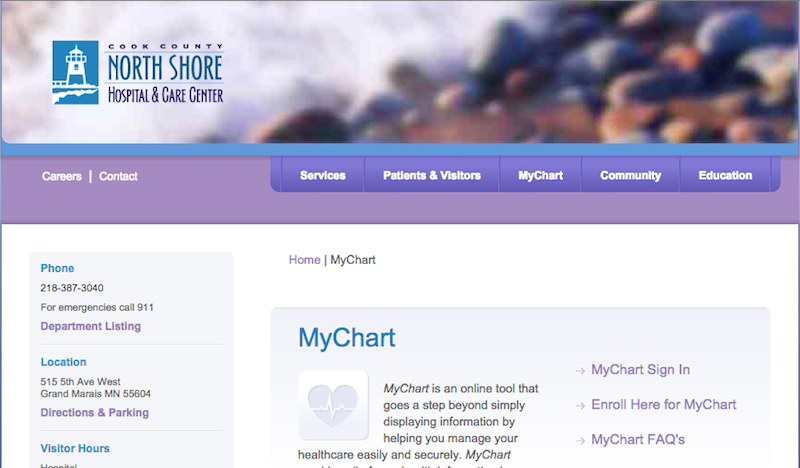 COOK COUNTY
NORTH SHORE
HOSPITAL & CARE CENTER
Careers | Contact
Services
Patients & Visitors
MyChart
Community
Education
Phone
218-387-3040
For emergencies call 911
Department Listing
Location
515 5th Ave West
Grand Marais MN 55604
Directions & Parking
Visitor Hours
Hospital
Home | MyChart
MyChart
MyChart is an online tool that
goes a step beyond simply
displaying information by
helping you manage your
healthcare easily and securely. MyChart
MyChart Sign In
Enroll Here for MyChart
MyChart FAQ's